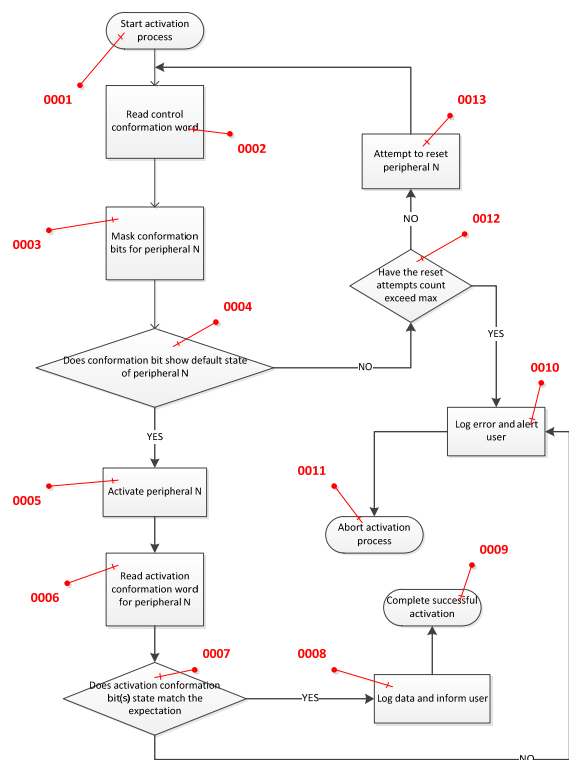 Start activation
process
0001
Read control
conformation word
0002
0013
Attempt to reset
peripheral N
0003
Mask conformation
bits for peripheral N
NO
0012
Have the reset
attempts count
exceed max
0004
Does conformation bit show default state
of peripheral N
NO
YES
0010
Log error and alert
user
YES
0005
Activate peripheral N
0011
Abort activation
process
0006
Read activation
conformation word
for peripheral N
0009
Complete successful
activation
0007
Does activation conformation
bit(s) state match the
expectation
YES
0008
Log data and inform user
NO